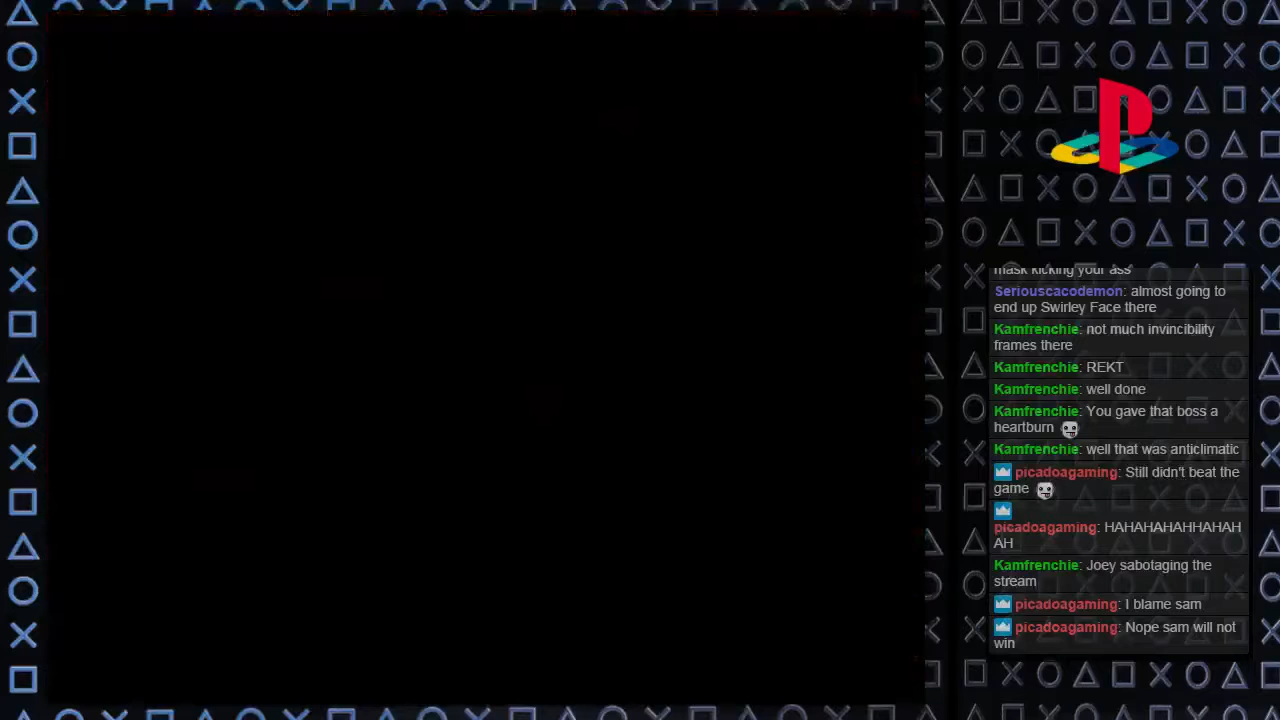 mask kicking your ass
Seriouscacodemon: almost going to
end up Swirley Face there
Kamfrenchie: not much invincibility
frames there
Kamfrenchie: REKT
Kamfrenchie: well done
Kamfrenchie: You gave that boss a
heartburn
Kamfrenchie: well that was anticlimatic
picadoagaming: Still didn't beat the
game
picadoagaming: HAHAHAHAHHAHAH
AH
Kamfrenchie: Joey sabotaging the
stream
picadoagaming: I blame sam
picadoagaming: Nope sam will not
win